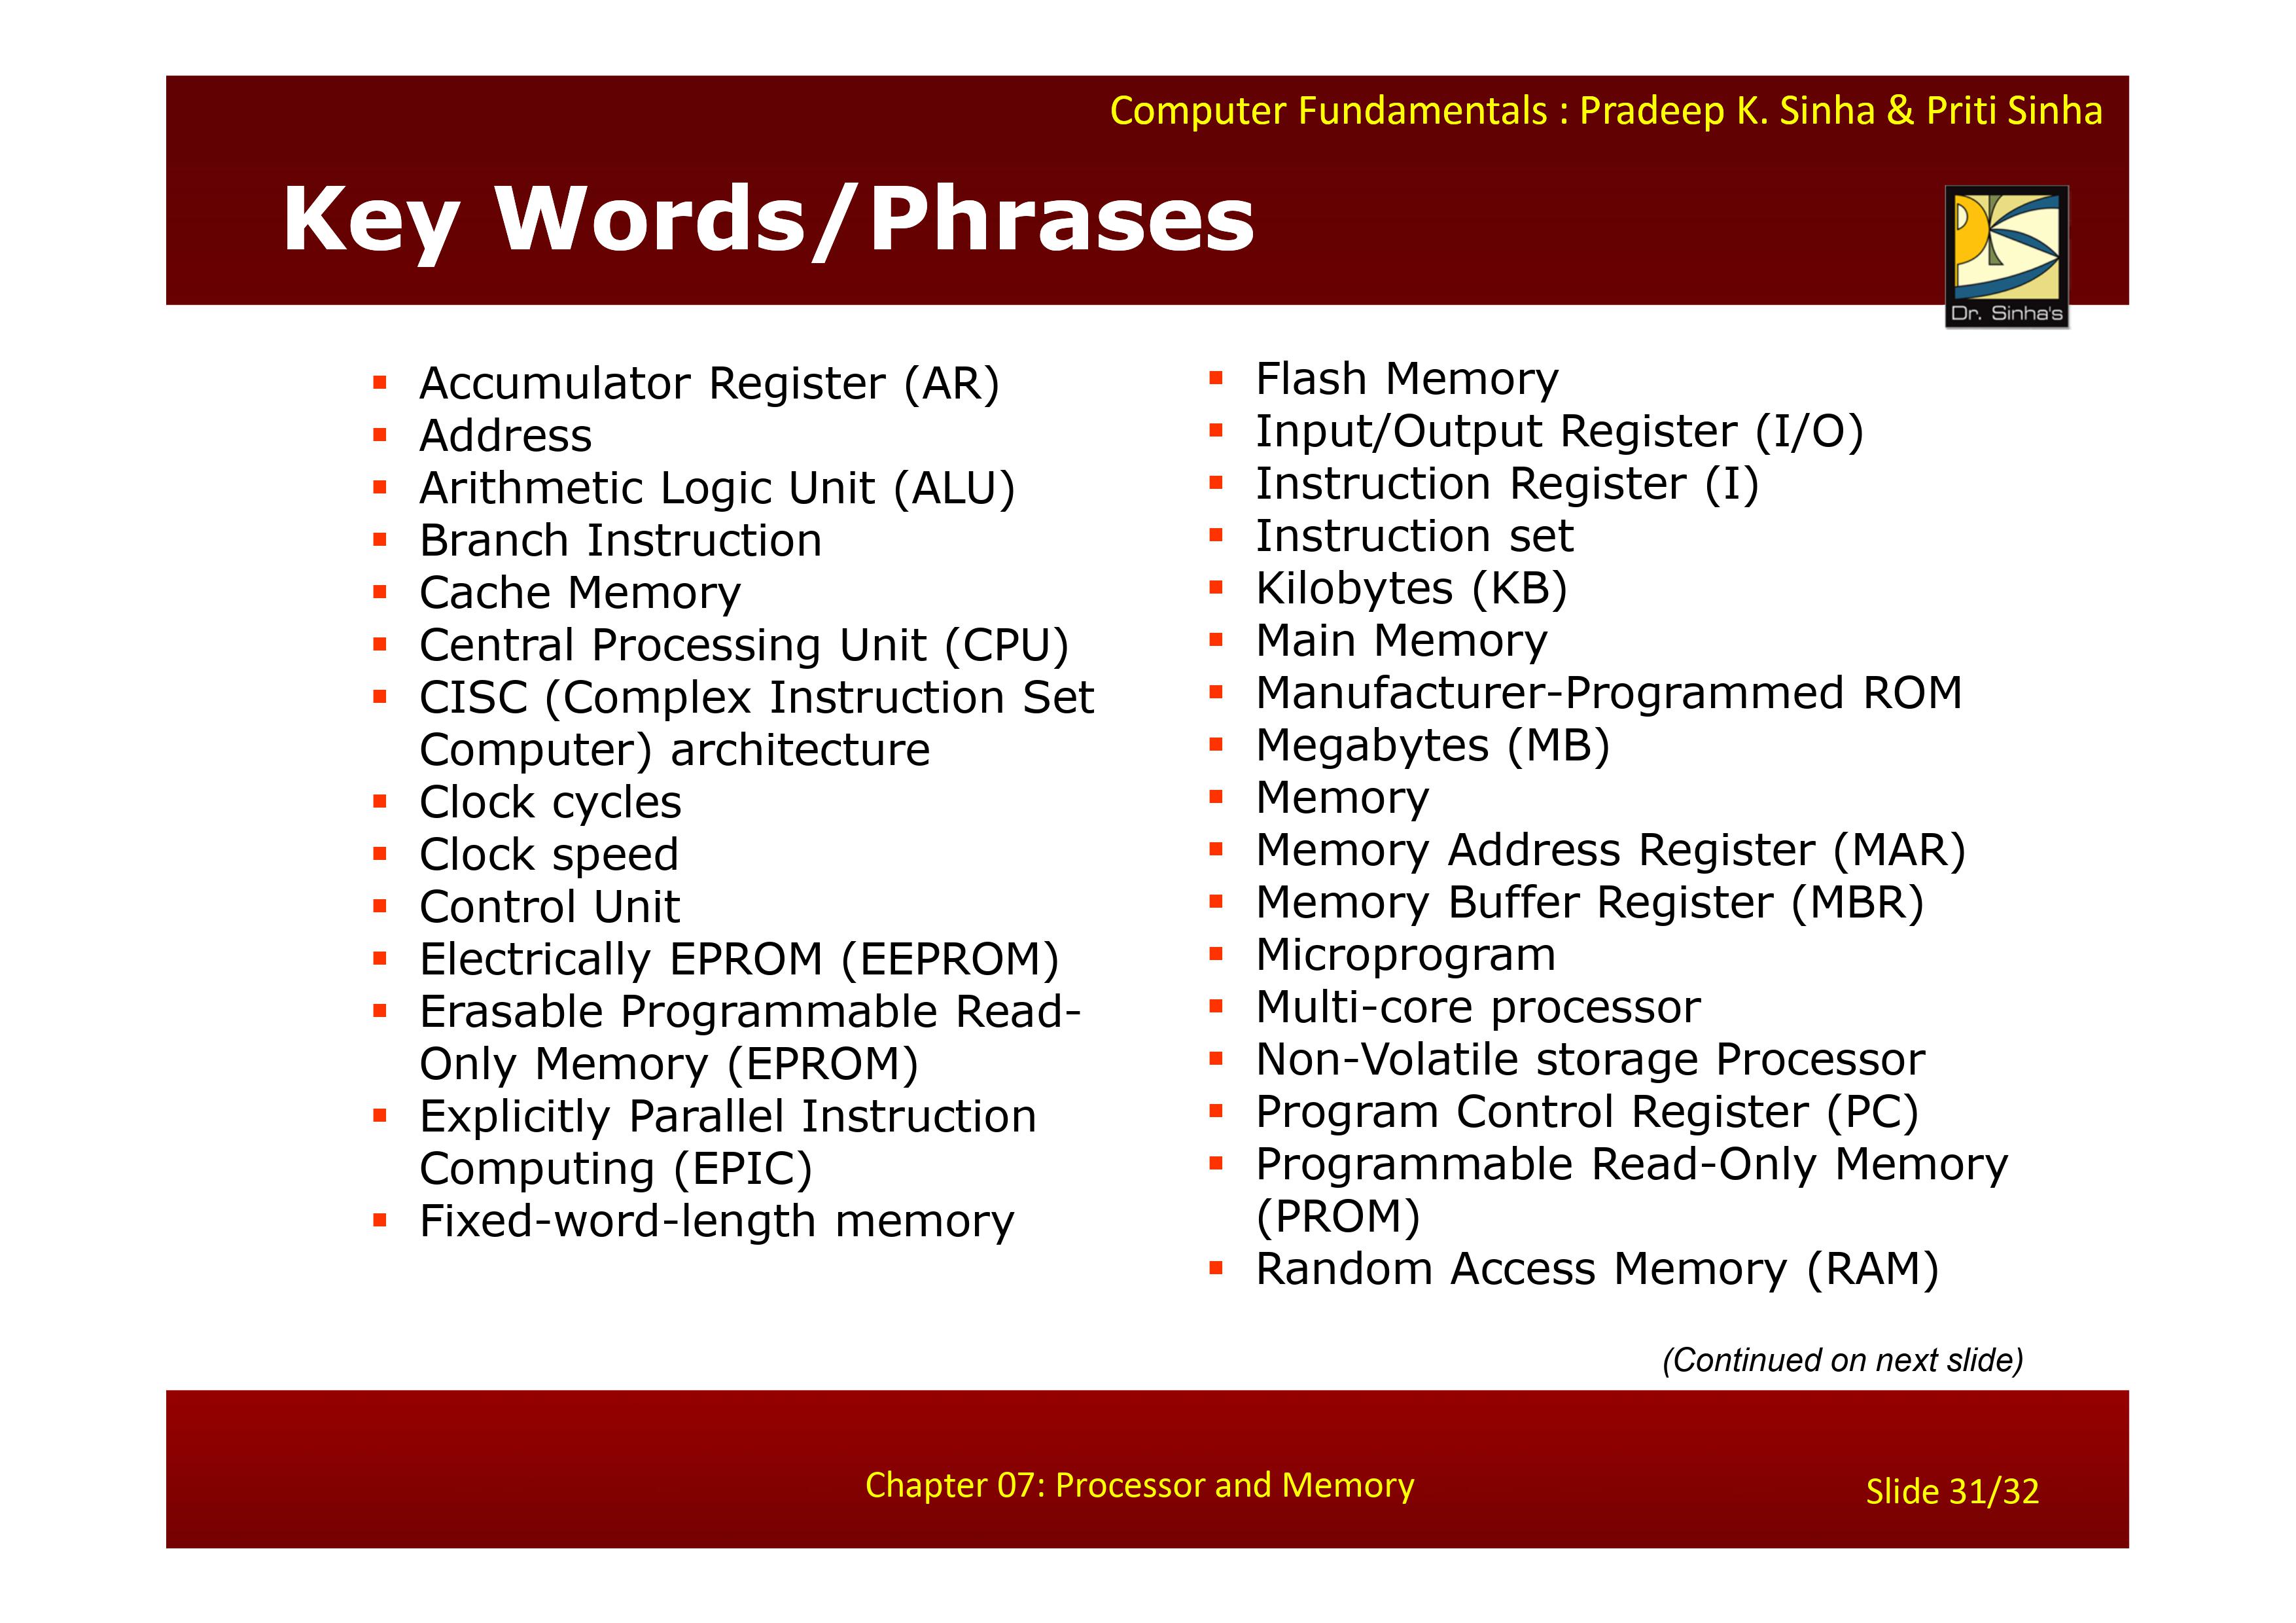 Computer Fundamentals : Pradeep K. Sinha & Priti Sinha
Key Words/Phrases
Dr. Sinha's
▪ Accumulator Register (AR)
▪ Address
▪ Arithmetic Logic Unit (ALU)
▪ Branch Instruction
▪ Cache Memory
▪ Central Processing Unit (CPU)
▪ CISC (Complex Instruction Set
Computer) architecture
▪ Clock cycles
▪ Clock speed
▪ Control Unit
▪ Electrically EPROM (EEPROM)
▪ Erasable Programmable Read-
Only Memory (EPROM)
▪ Explicitly Parallel Instruction
Computing (EPIC)
▪ Fixed-word-length memory
▪ Flash Memory
▪ Input/Output Register (I/O)
▪ Instruction Register (I)
▪ Instruction set
▪ Kilobytes (KB)
▪ Main Memory
▪ Manufacturer-Programmed ROM
▪ Megabytes (MB)
▪ Memory
▪ Memory Address Register (MAR)
▪ Memory Buffer Register (MBR)
▪ Microprogram
▪ Multi-core processor
▪ Non-Volatile storage Processor
▪ Program Control Register (PC)
▪ Programmable Read-Only Memory
(PROM)
▪ Random Access Memory (RAM)
(Continued on next slide)
Chapter 07: Processor and Memory
Slide 31/32